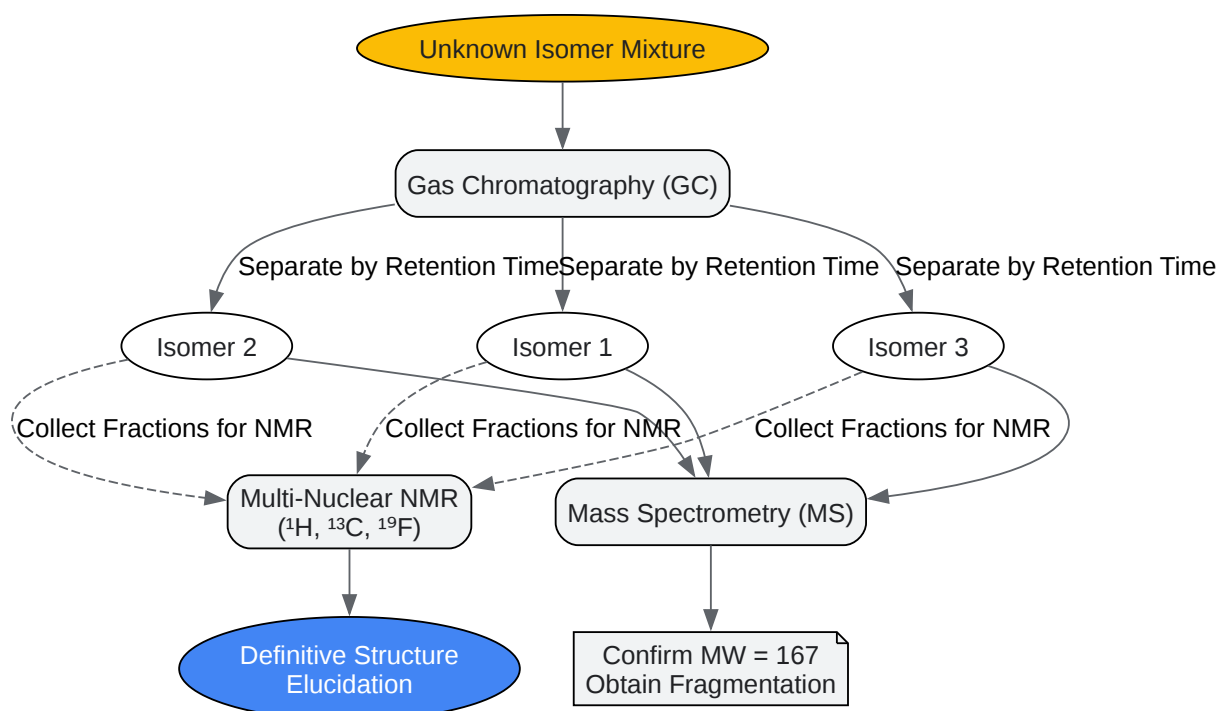 Unknown Isomer Mixture
Gas Chromatography (GC)
Separate by Retention Time
Separate by Retention Time
Separate by Retention Time
Isomer 2
Isomer 1
Isomer 3
Collect Fractions for NMR
Collect Fractions for NMR
Collect Fractions for NMR
Multi-Nuclear NMR
(¹H, ¹³C, ¹⁹F)
Mass Spectrometry (MS)
Definitive Structure
Elucidation
Confirm MW = 167
Obtain Fragmentation